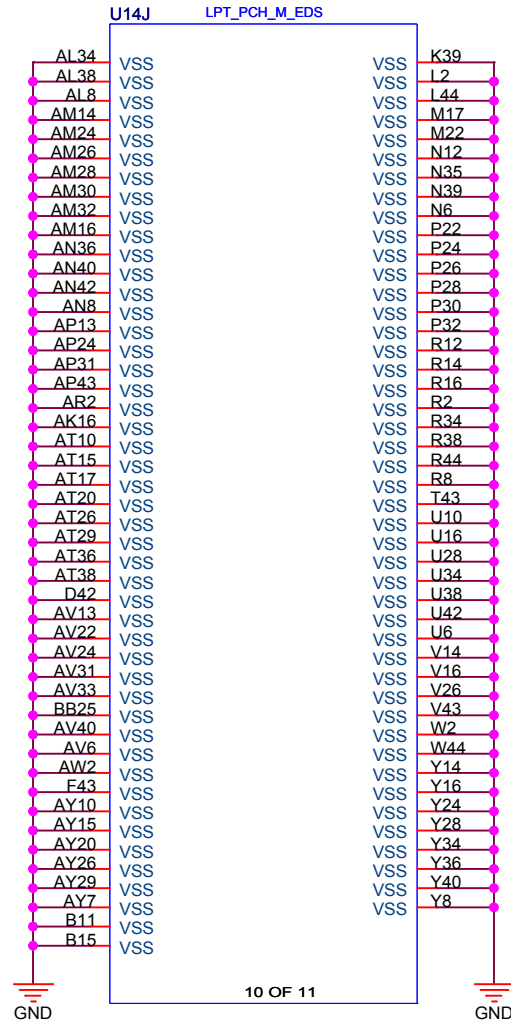 U14J LPT_PCH_M_EDS
AL34 VSS VSS K39
AL38 VSS VSS L2
AL8 VSS VSS L44
AM14 VSS VSS M17
AM24 VSS VSS M22
AM26 VSS VSS N12
AM28 VSS VSS N35
AM30 VSS VSS N39
AM32 VSS VSS N6
AM16 VSS VSS P22
AN36 VSS VSS P24
AN40 VSS VSS P26
AN42 VSS VSS P28
AN8 VSS VSS P30
AP13 VSS VSS P32
AP24 VSS VSS R12
AP31 VSS VSS R14
AP43 VSS VSS R16
AR2 VSS VSS R2
AK16 VSS VSS R34
AT10 VSS VSS R38
AT15 VSS VSS R44
AT17 VSS VSS R8
AT20 VSS VSS T43
AT26 VSS VSS U10
AT29 VSS VSS U16
AT36 VSS VSS U28
AT38 VSS VSS U34
D42 VSS VSS U38
AV13 VSS VSS U42
AV22 VSS VSS U6
AV24 VSS VSS V14
AV31 VSS VSS V16
AV33 VSS VSS V26
BB25 VSS VSS V43
AV40 VSS VSS W2
AV6 VSS VSS W44
AW2 VSS VSS Y14
F43 VSS VSS Y16
AY10 VSS VSS Y24
AY15 VSS VSS Y28
AY20 VSS VSS Y34
AY26 VSS VSS Y36
AY29 VSS VSS Y40
AY7 VSS VSS Y8
B11 VSS
B15 VSS
10 OF 11
GND GND